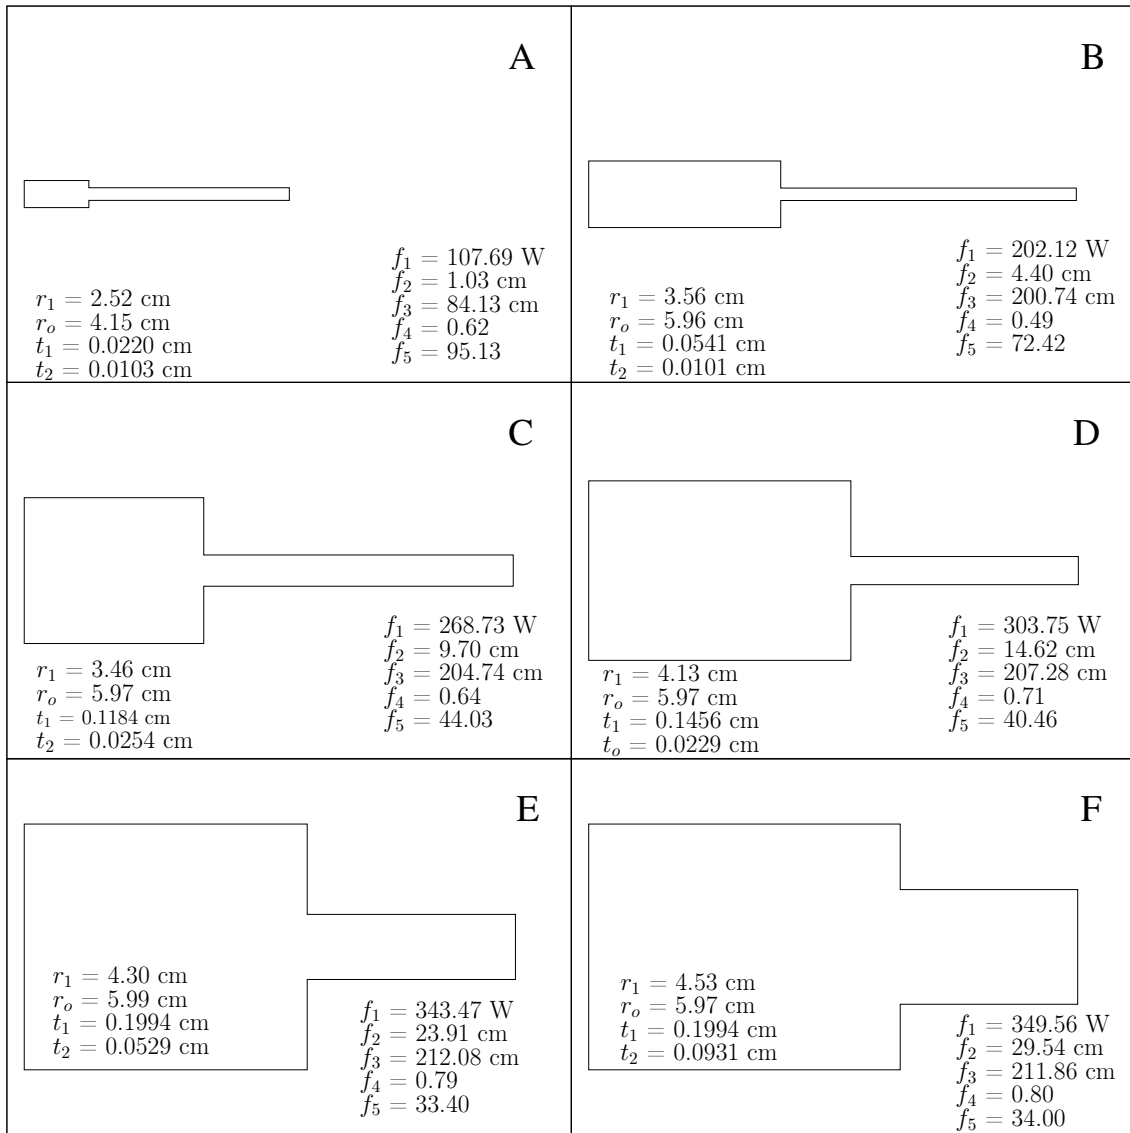 A
f₁ = 107.69 W
f₂ = 1.03 cm
f₃ = 84.13 cm
f₄ = 0.62
f₅ = 95.13
r₁ = 2.52 cm
rₒ = 4.15 cm
t₁ = 0.0220 cm
t₂ = 0.0103 cm
B
f₁ = 202.12 W
f₂ = 4.40 cm
f₃ = 200.74 cm
f₄ = 0.49
f₅ = 72.42
r₁ = 3.56 cm
rₒ = 5.96 cm
t₁ = 0.0541 cm
t₂ = 0.0101 cm
C
f₁ = 268.73 W
f₂ = 9.70 cm
f₃ = 204.74 cm
f₄ = 0.64
f₅ = 44.03
r₁ = 3.46 cm
rₒ = 5.97 cm
t₁ = 0.1184 cm
t₂ = 0.0254 cm
D
f₁ = 303.75 W
f₂ = 14.62 cm
f₃ = 207.28 cm
f₄ = 0.71
f₅ = 40.46
r₁ = 4.13 cm
rₒ = 5.97 cm
t₁ = 0.1456 cm
tₒ = 0.0229 cm
E
r₁ = 4.30 cm
rₒ = 5.99 cm
t₁ = 0.1994 cm
t₂ = 0.0529 cm
f₁ = 343.47 W
f₂ = 23.91 cm
f₃ = 212.08 cm
f₄ = 0.79
f₅ = 33.40
F
r₁ = 4.53 cm
rₒ = 5.97 cm
t₁ = 0.1994 cm
t₂ = 0.0931 cm
f₁ = 349.56 W
f₂ = 29.54 cm
f₃ = 211.86 cm
f₄ = 0.80
f₅ = 34.00